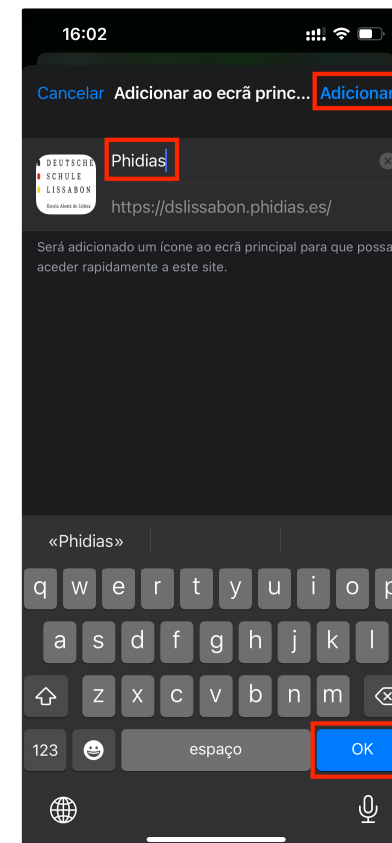 16:02
Cancelar Adicionar ao ecrã princ... Adicionar
DEUTSCHE
SCHULE
LISSABON
Escola Alemã de Lisboa
Phidias
https://dslissabon.phidias.es/
Será adicionado um ícone ao ecrã principal para que possa
aceder rapidamente a este site.
«Phidias»
q w e r t y u i o p
a s d f g h j k l
z x c v b n m
123 espaço OK